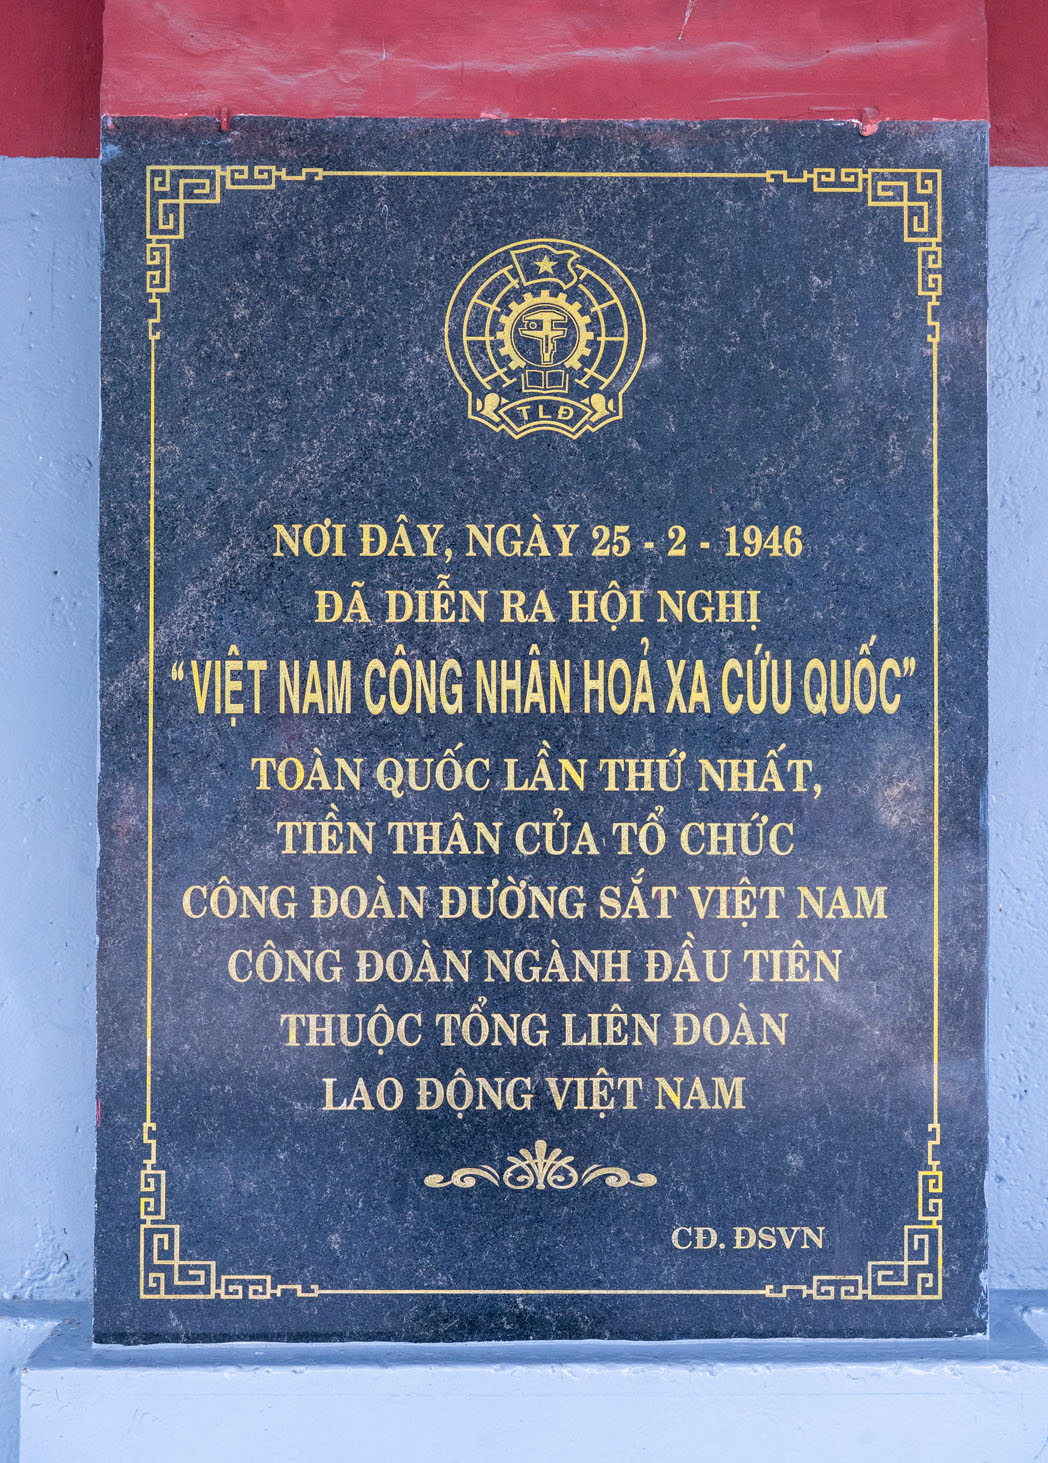 TLĐ
NƠI ĐÂY, NGÀY 25 - 2 - 1946
ĐÃ DIỄN RA HỘI NGHỊ
“VIỆT NAM CÔNG NHÂN HOẢ XA CỨU QUỐC”
TOÀN QUỐC LẦN THỨ NHẤT,
TIỀN THÂN CỦA TỔ CHỨC
CÔNG ĐOÀN ĐƯỜNG SẮT VIỆT NAM
CÔNG ĐOÀN NGÀNH ĐẦU TIÊN
THUỘC TỔNG LIÊN ĐOÀN
LAO ĐỘNG VIỆT NAM
CĐ. ĐSVN